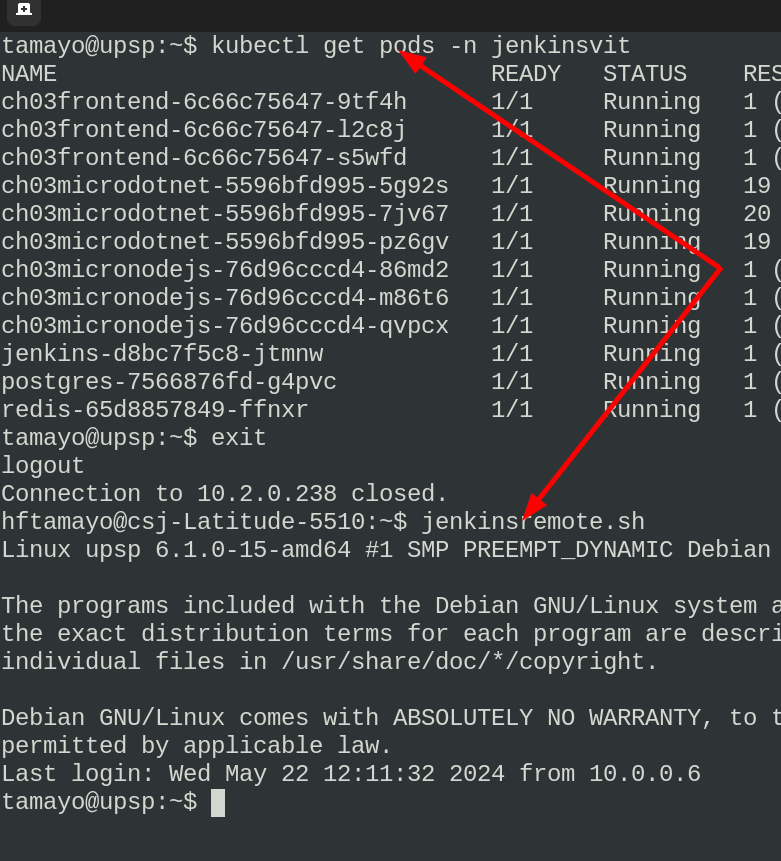 tamayo@upsp:~$ kubectl get pods -n jenkinsvit
NAME READY STATUS RES
ch03frontend-6c66c75647-9tf4h 1/1 Running 1 (
ch03frontend-6c66c75647-l2c8j 1/1 Running 1 (
ch03frontend-6c66c75647-s5wfd 1/1 Running 1 (
ch03microdotnet-5596bfd995-5g92s 1/1 Running 19
ch03microdotnet-5596bfd995-7jv67 1/1 Running 20
ch03microdotnet-5596bfd995-pz6gv 1/1 Running 19
ch03micronodejs-76d96cccd4-86md2 1/1 Running 1 (
ch03micronodejs-76d96cccd4-m86t6 1/1 Running 1 (
ch03micronodejs-76d96cccd4-qvpcx 1/1 Running 1 (
jenkins-d8bc7f5c8-jtmnw 1/1 Running 1 (
postgres-7566876fd-g4pvc 1/1 Running 1 (
redis-65d8857849-ffnxr 1/1 Running 1 (
tamayo@upsp:~$ exit
logout
Connection to 10.2.0.238 closed.
hftamayo@csj-Latitude-5510:~$ jenkinsremote.sh
Linux upsp 6.1.0-15-amd64 #1 SMP PREEMPT_DYNAMIC Debian
The programs included with the Debian GNU/Linux system a
the exact distribution terms for each program are descri
individual files in /usr/share/doc/*/copyright.
Debian GNU/Linux comes with ABSOLUTELY NO WARRANTY, to t
permitted by applicable law.
Last login: Wed May 22 12:11:32 2024 from 10.0.0.6
tamayo@upsp:~$